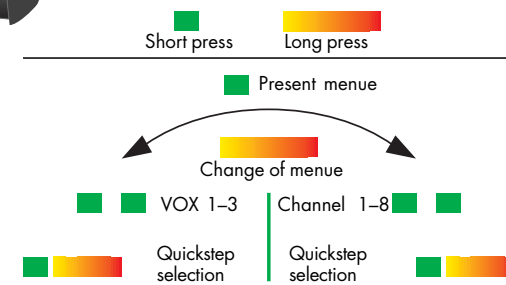 Short press Long press
Present menue
Change of menue
VOX 1–3 Channel 1–8
Quickstep selection
Quickstep selection